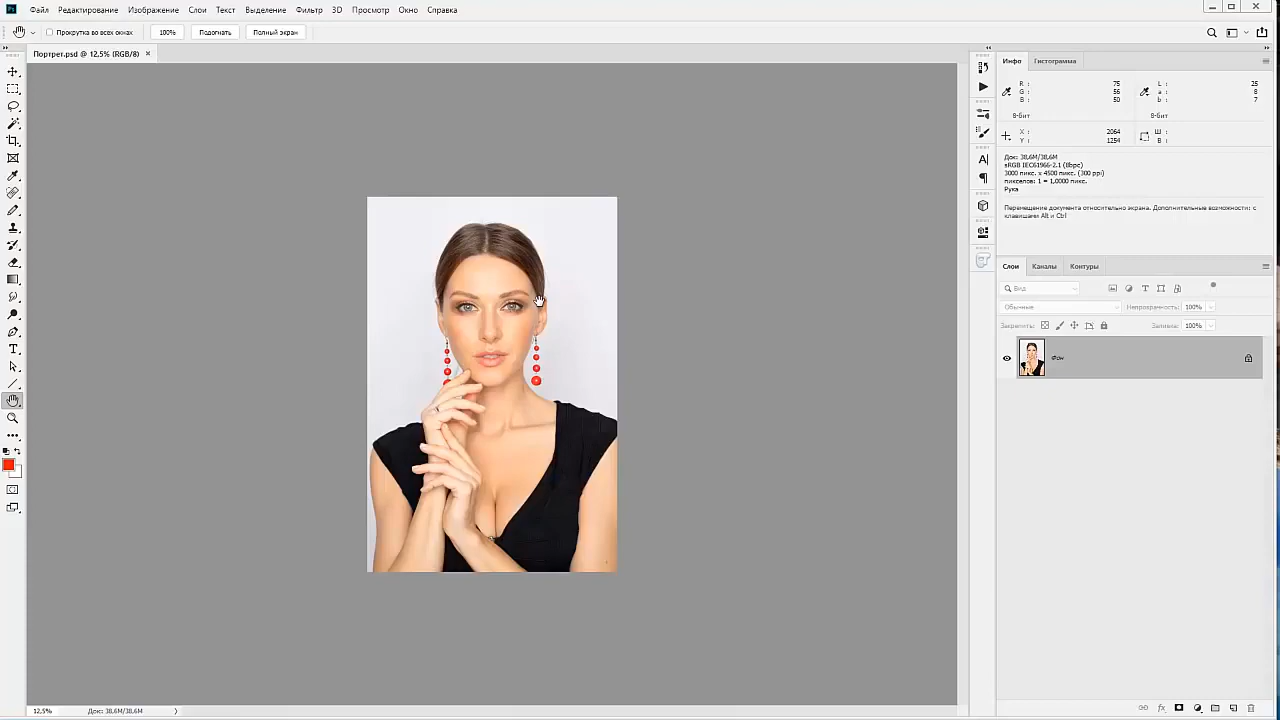 Файл Редактирование Изображение Слои Текст Выделение Фильтр 3D Просмотр Окно Справка
Прокрутка во всех окнах 100% Подогнать Полный экран
Портрет.psd @ 12,5% (RGB/8) ×
Инфо Гистограмма
R : 75 L : 25
G : 56 a : 8
B : 50 b : 7
8-бит 8-бит
X : 2064 Ш :
Y : 1254 В :
Док: 38,6M/38,6M
sRGB IEC61966-2.1 (8bpc)
3000 пикс. x 4500 пикс. (300 ppi)
пикселов: 1 = 1,0000 пикс.
Рука
Перемещение документа относительно экрана. Дополнительные возможности: с
клавишами Alt и Ctrl
Слои Каналы Контуры
Вид
Обычные Непрозрачность: 100%
Закрепить: Заливка: 100%
Фон
12,5% Док: 38,6M/38,6M